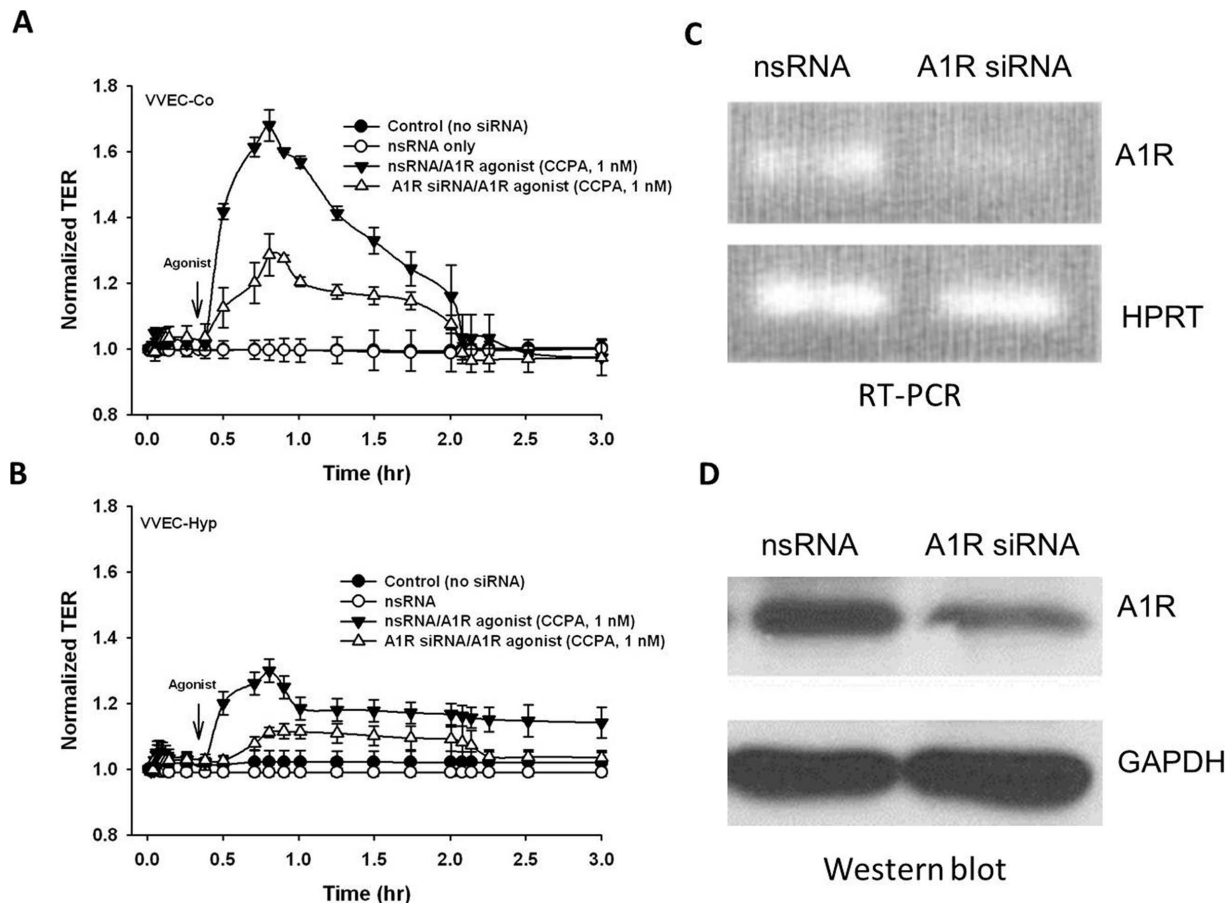 A
VVEC-Co
Control (no siRNA)
nsRNA only
nsRNA/A1R agonist (CCPA, 1 nM)
A1R siRNA/A1R agonist (CCPA, 1 nM)
Agonist
Normalized TER
1.8
1.6
1.4
1.2
1.0
0.8
0.0 0.5 1.0 1.5 2.0 2.5 3.0
Time (hr)
B
VVEC-Hyp
Control (no siRNA)
nsRNA
nsRNA/A1R agonist (CCPA, 1 nM)
A1R siRNA/A1R agonist (CCPA, 1 nM)
Agonist
Normalized TER
1.8
1.6
1.4
1.2
1.0
0.8
0.0 0.5 1.0 1.5 2.0 2.5 3.0
Time (hr)
C
nsRNA A1R siRNA
A1R
HPRT
RT-PCR
D
nsRNA A1R siRNA
A1R
GAPDH
Western blot